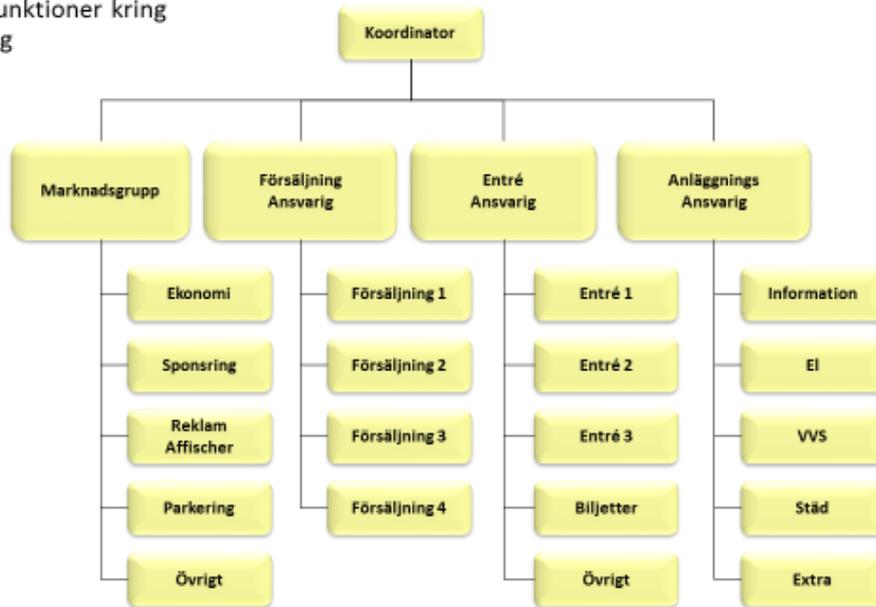 unktioner kring
g
Koordinator
Marknadsgrupp
Försäljning
Ansvarig
Entré
Ansvarig
Anläggnings
Ansvarig
Ekonomi
Sponsring
Reklam
Affischer
Parkering
Övrigt
Försäljning 1
Försäljning 2
Försäljning 3
Försäljning 4
Entré 1
Entré 2
Entré 3
Biljetter
Övrigt
Information
El
VVS
Städ
Extra